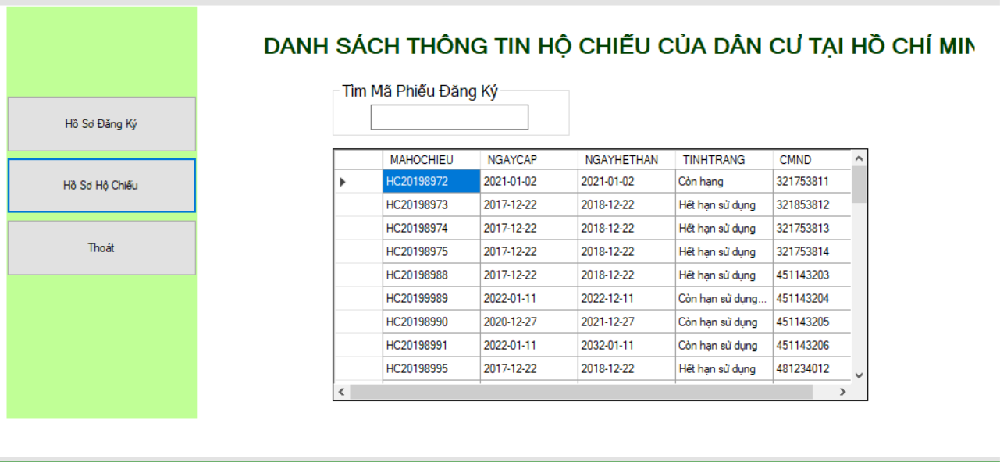 DANH SÁCH THÔNG TIN HỘ CHIẾU CỦA DÂN CƯ TẠI HỒ CHÍ MIN
Tìm Mã Phiếu Đăng Ký
Hồ Sơ Đăng Ký
Hồ Sơ Hộ Chiếu
Thoát
MAHOCHIEU NGAYCAP NGAYHETHAN TINHTRANG CMND
HC20198972 2021-01-02 2021-01-02 Còn hạng 321753811
HC20198973 2017-12-22 2018-12-22 Hết hạn sử dụng 321853812
HC20198974 2017-12-22 2018-12-22 Hết hạn sử dụng 321753813
HC20198975 2017-12-22 2018-12-22 Hết hạn sử dụng 321753814
HC20198988 2017-12-22 2018-12-22 Hết hạn sử dụng 451143203
HC20199989 2022-01-11 2022-12-11 Còn hạn sử dụng... 451143204
HC20198990 2020-12-27 2021-12-27 Còn hạn sử dụng 451143205
HC20198991 2022-01-11 2032-01-11 Còn hạn sử dụng 451143206
HC20198995 2017-12-22 2018-12-22 Hết hạn sử dụng 481234012